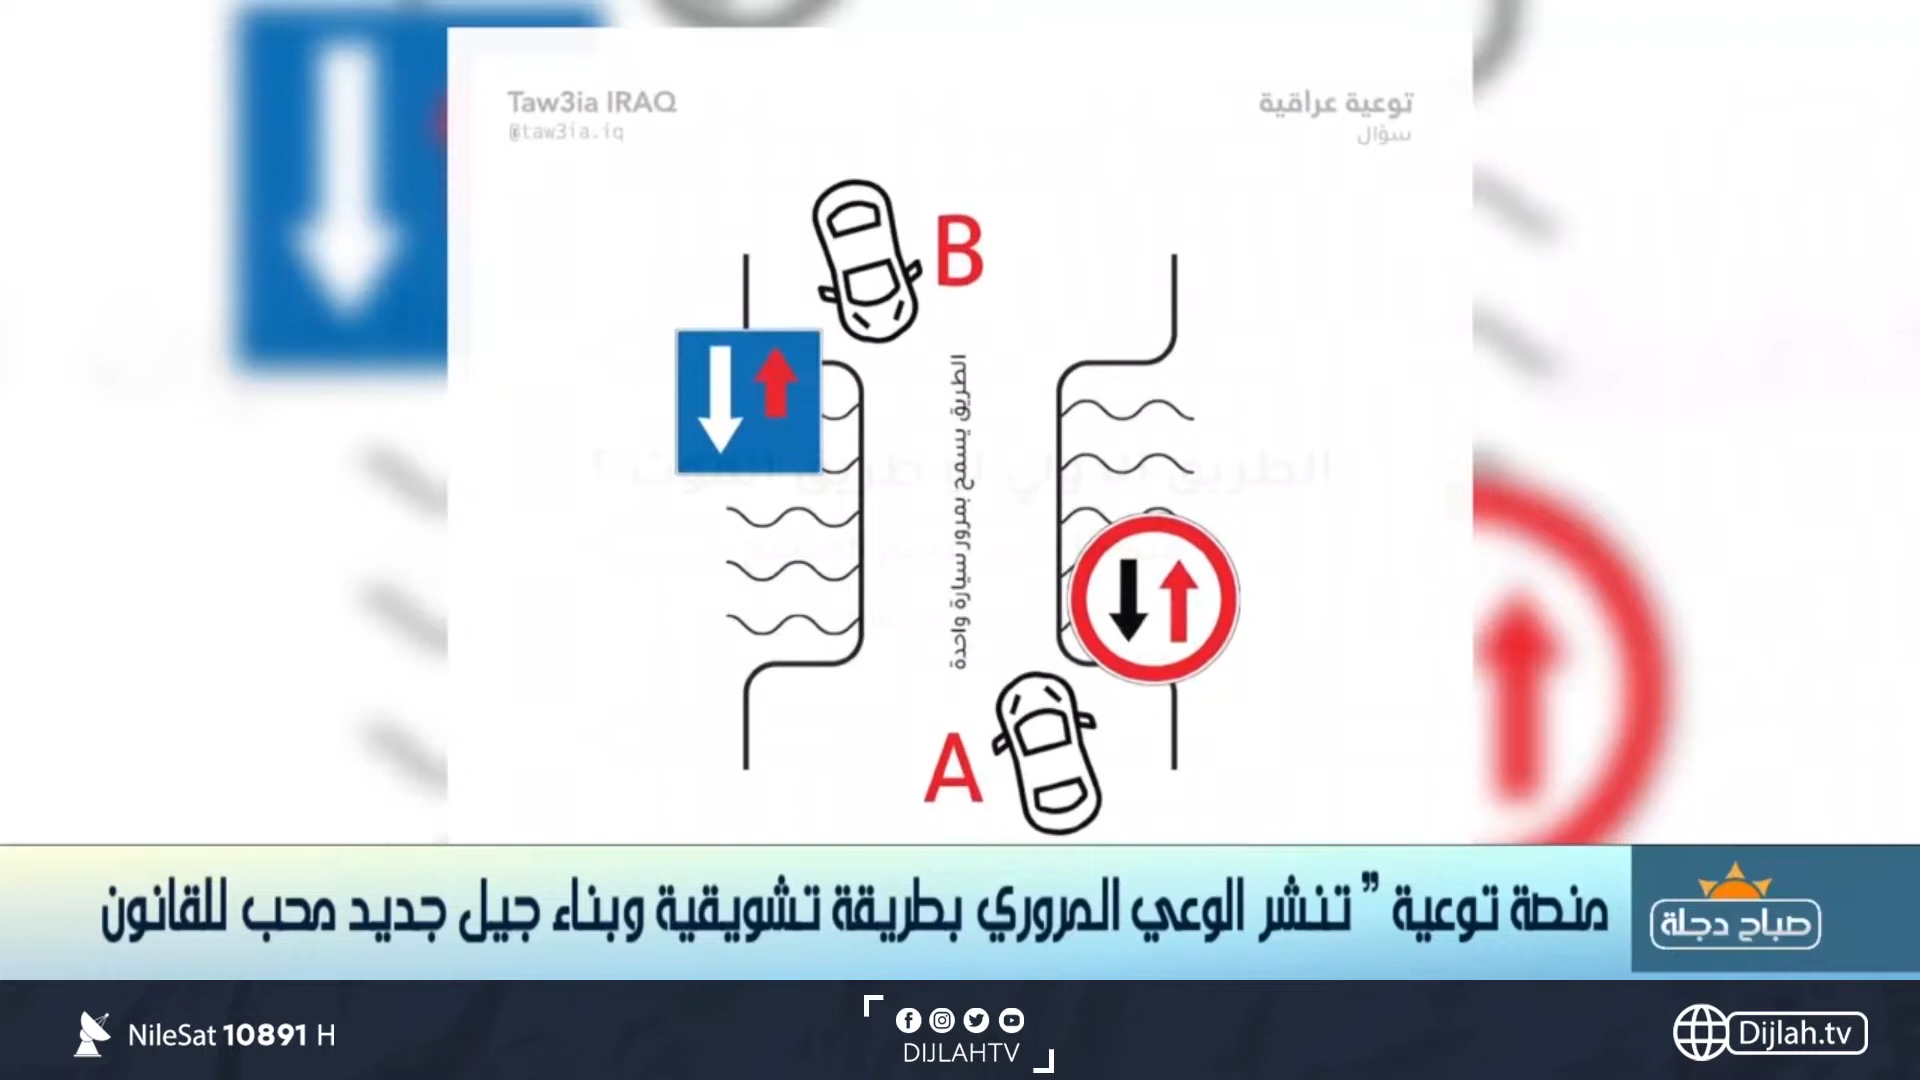 Taw3ia IRAQ
@taw3ia.iq
توعية عراقية
سؤال
B
الطريق يسمح بمرور سيارة واحدة
A
منصة توعية " تنشر الوعي المروري بطريقة تشويقية وبناء جيل جديد محب للقانون
صباح دجلة
NileSat 10891 H
DIJLAHTV
Dijlah.tv